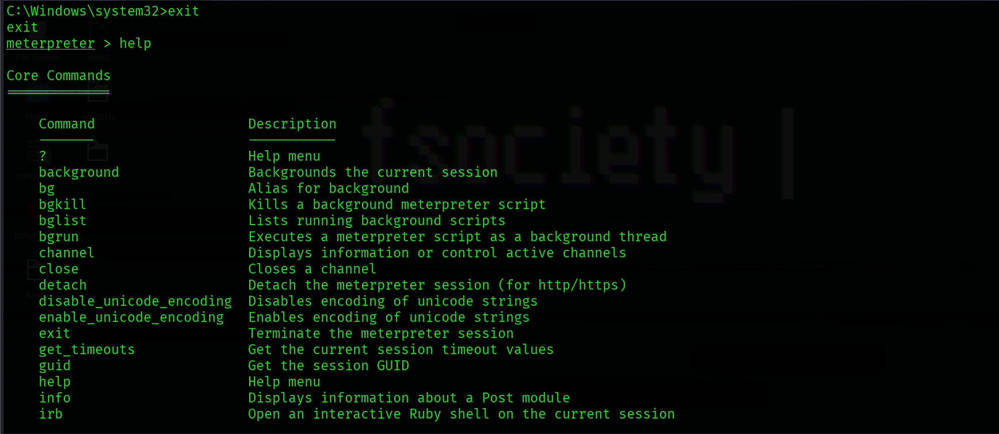 C:\Windows\system32>exit
exit
meterpreter > help
Core Commands
=============
Command Description
------- -----------
? Help menu
background Backgrounds the current session
bg Alias for background
bgkill Kills a background meterpreter script
bglist Lists running background scripts
bgrun Executes a meterpreter script as a background thread
channel Displays information or control active channels
close Closes a channel
detach Detach the meterpreter session (for http/https)
disable_unicode_encoding Disables encoding of unicode strings
enable_unicode_encoding Enables encoding of unicode strings
exit Terminate the meterpreter session
get_timeouts Get the current session timeout values
guid Get the session GUID
help Help menu
info Displays information about a Post module
irb Open an interactive Ruby shell on the current session
fsociety
File System
note3
wordlists